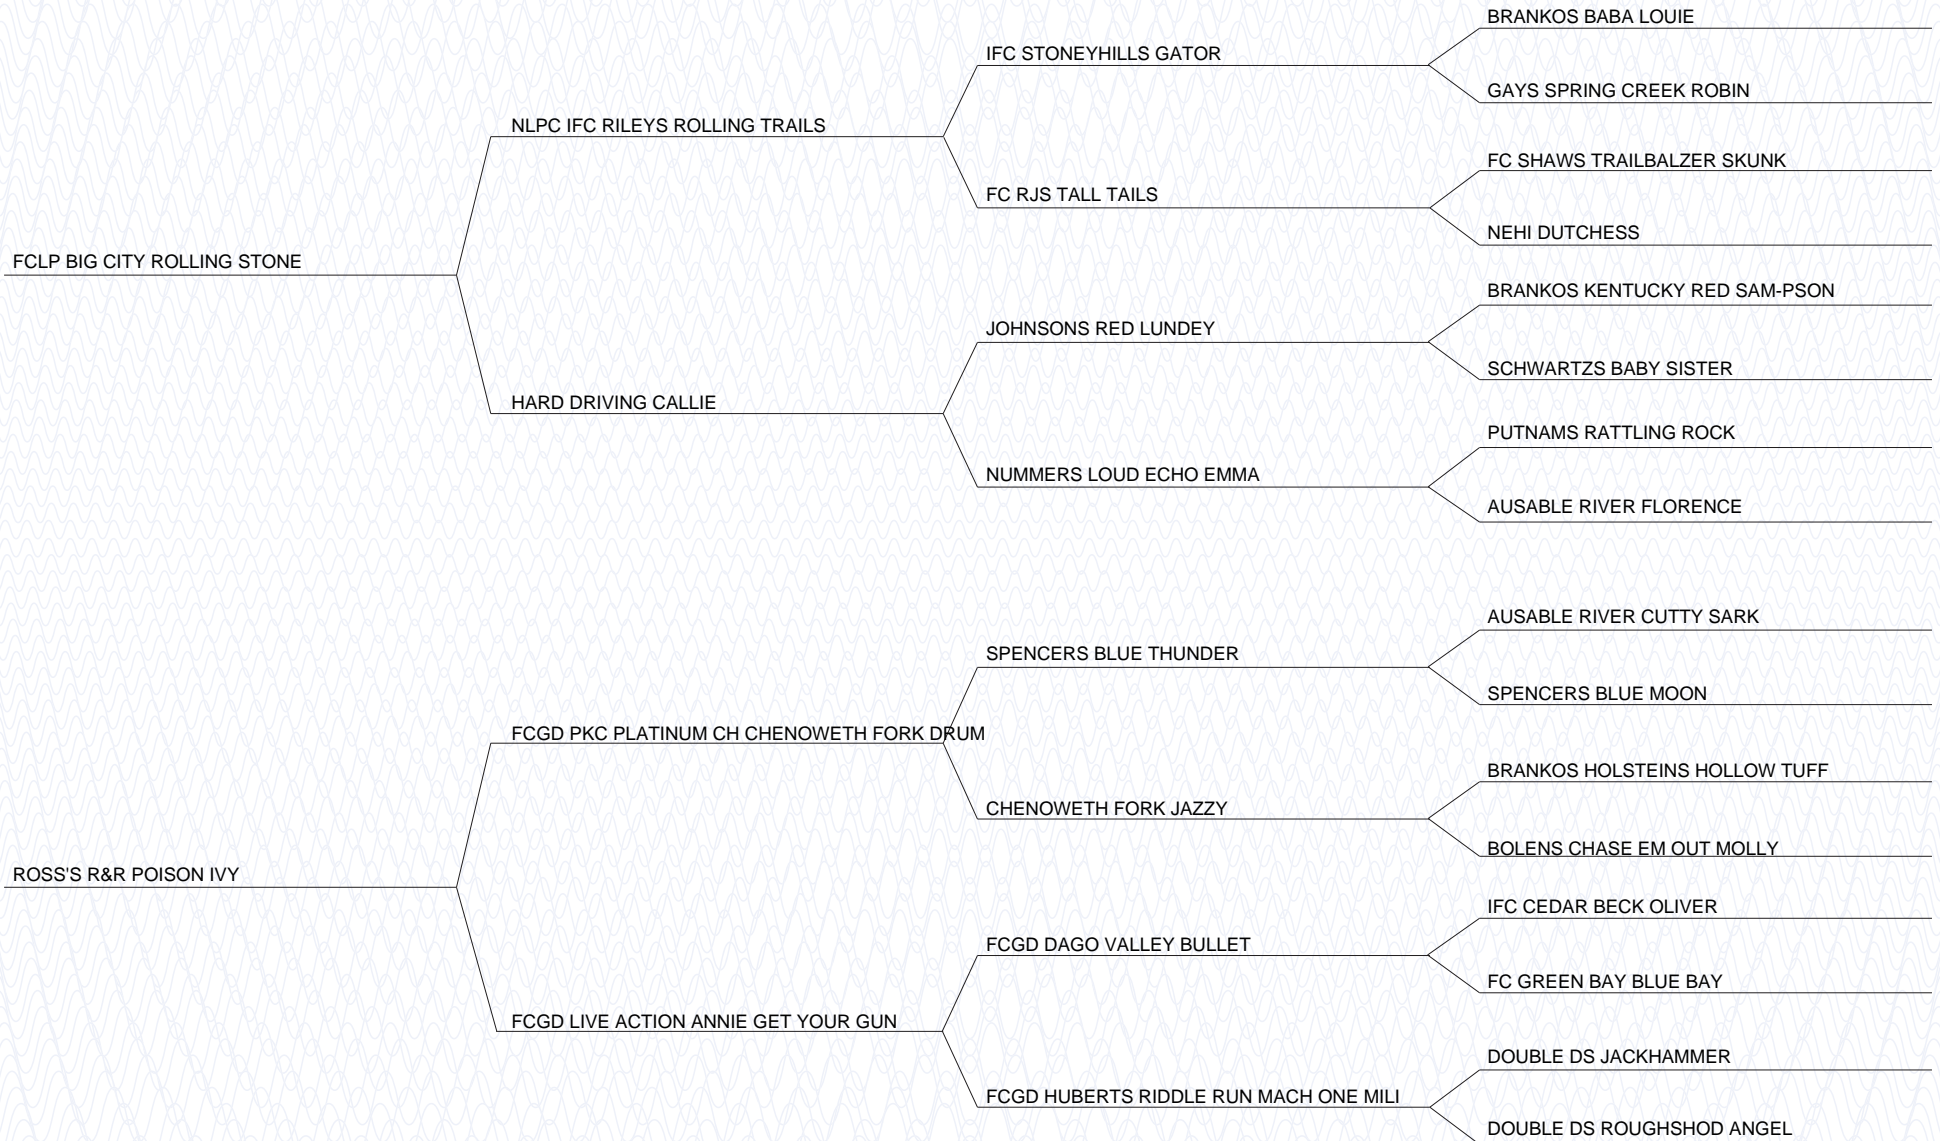 BRANKOS BABA LOUIE
IFC STONEYHILLS GATOR
GAYS SPRING CREEK ROBIN
NLPC IFC RILEYS ROLLING TRAILS
FC SHAWS TRAILBALZER SKUNK
FC RJS TALL TAILS
NEHI DUTCHESS
FCLP BIG CITY ROLLING STONE
BRANKOS KENTUCKY RED SAM-PSON
JOHNSONS RED LUNDEY
SCHWARTZS BABY SISTER
HARD DRIVING CALLIE
PUTNAMS RATTLING ROCK
NUMMERS LOUD ECHO EMMA
AUSABLE RIVER FLORENCE
AUSABLE RIVER CUTTY SARK
SPENCERS BLUE THUNDER
SPENCERS BLUE MOON
FCGD PKC PLATINUM CH CHENOWETH FORK DRUM
BRANKOS HOLSTEINS HOLLOW TUFF
CHENOWETH FORK JAZZY
BOLENS CHASE EM OUT MOLLY
ROSS'S R&R POISON IVY
IFC CEDAR BECK OLIVER
FCGD DAGO VALLEY BULLET
FC GREEN BAY BLUE BAY
FCGD LIVE ACTION ANNIE GET YOUR GUN
DOUBLE DS JACKHAMMER
FCGD HUBERTS RIDDLE RUN MACH ONE MILI
DOUBLE DS ROUGHSHOD ANGEL